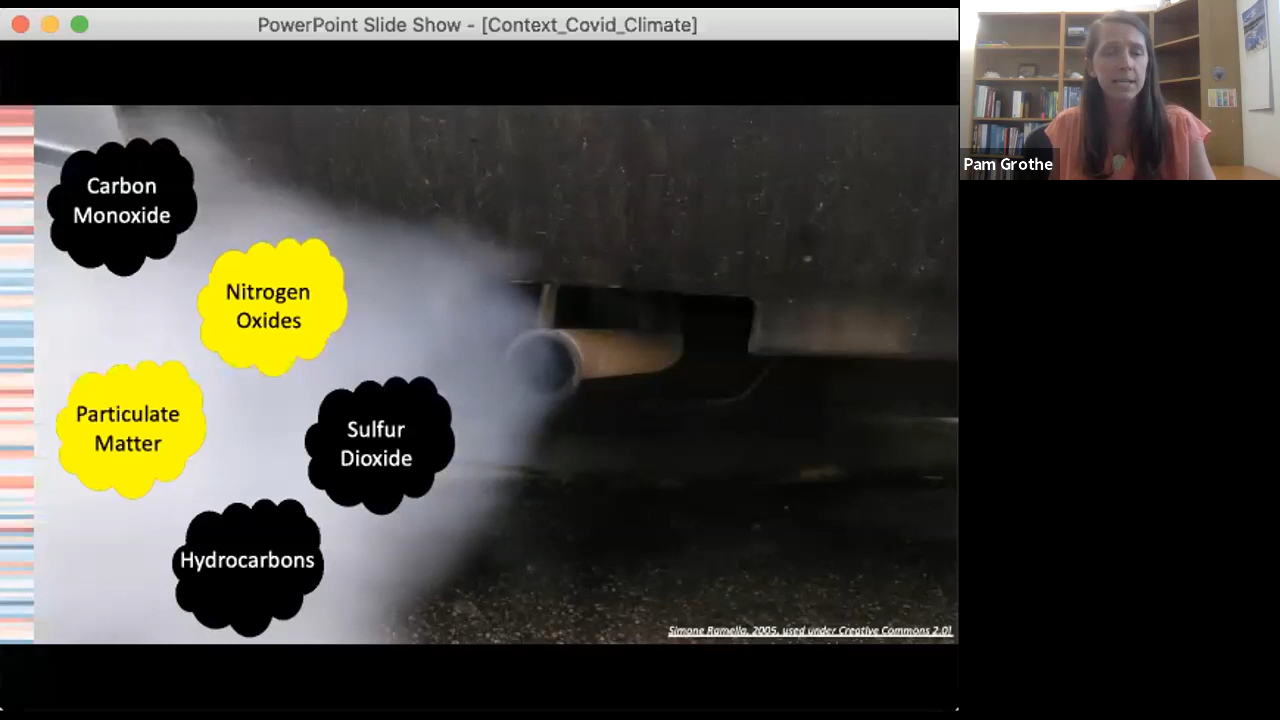 PowerPoint Slide Show - [Context_Covid_Climate]
Pam Grothe
Carbon
Monoxide
Nitrogen
Oxides
Particulate
Matter
Sulfur
Dioxide
Hydrocarbons
Simone Ramella, 2005, used under Creative Commons 2.0!